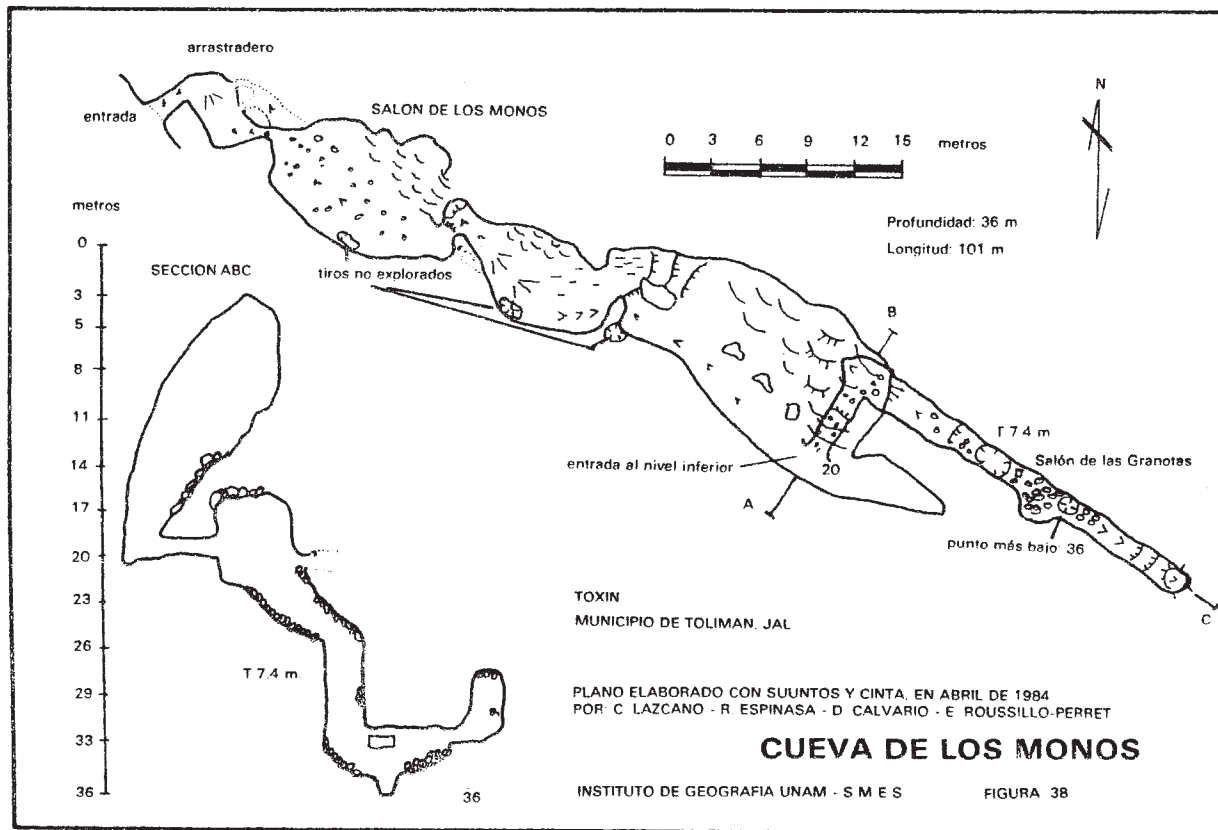 arrastradero
entrada
SALON DE LOS MONOS
N
0 3 6 9 12 15 metros
Profundidad: 36 m
Longitud: 101 m
metros
0
3
5
8
11
14
17
20
23
26
29
33
36
SECCION ABC
tiros no explorados
B
T 7.4 m
Salón de las Granotas
entrada al nivel inferior
20
A
punto más bajo: 36
C
T 7.4 m
36
TOXIN
MUNICIPIO DE TOLIMAN, JAL
PLANO ELABORADO CON SUUNTOS Y CINTA, EN ABRIL DE 1984
POR: C. LAZCANO - R. ESPINASA - D. CALVARIO - E. ROUSSILLO-PERRET
CUEVA DE LOS MONOS
INSTITUTO DE GEOGRAFIA UNAM - S M E S
FIGURA 38